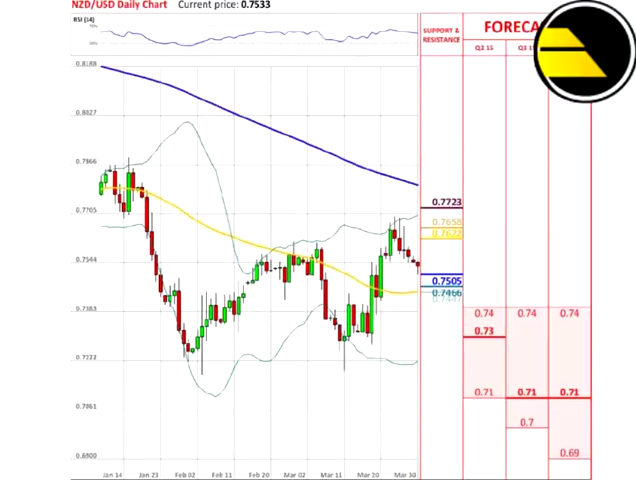 NZD/USD Daily Chart Current price: 0.7533
RSI (14)
70%
30%
SUPPORT &
RESISTANCE
FORECA
Q2 15
0.8188
0.8027
0.7866
0.7705
0.7544
0.7383
0.7222
0.7061
0.6900
0.7723
0.7658
0.7622
0.7505
0.7466
0.74 0.74 0.74
0.73
0.71 0.71 0.71
0.7
0.69
Jan 14 Jan 23 Feb 02 Feb 11 Feb 20 Mar 02 Mar 11 Mar 20 Mar 30